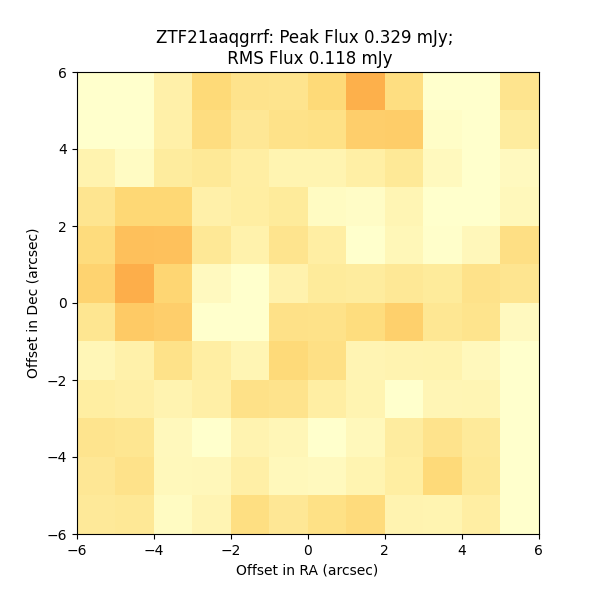 ZTF21aaqgrrf: Peak Flux 0.329 mJy;
RMS Flux 0.118 mJy
6
4
2
0
−2
−4
−6
Offset in Dec (arcsec)
−6 −4 −2 0 2 4 6
Offset in RA (arcsec)